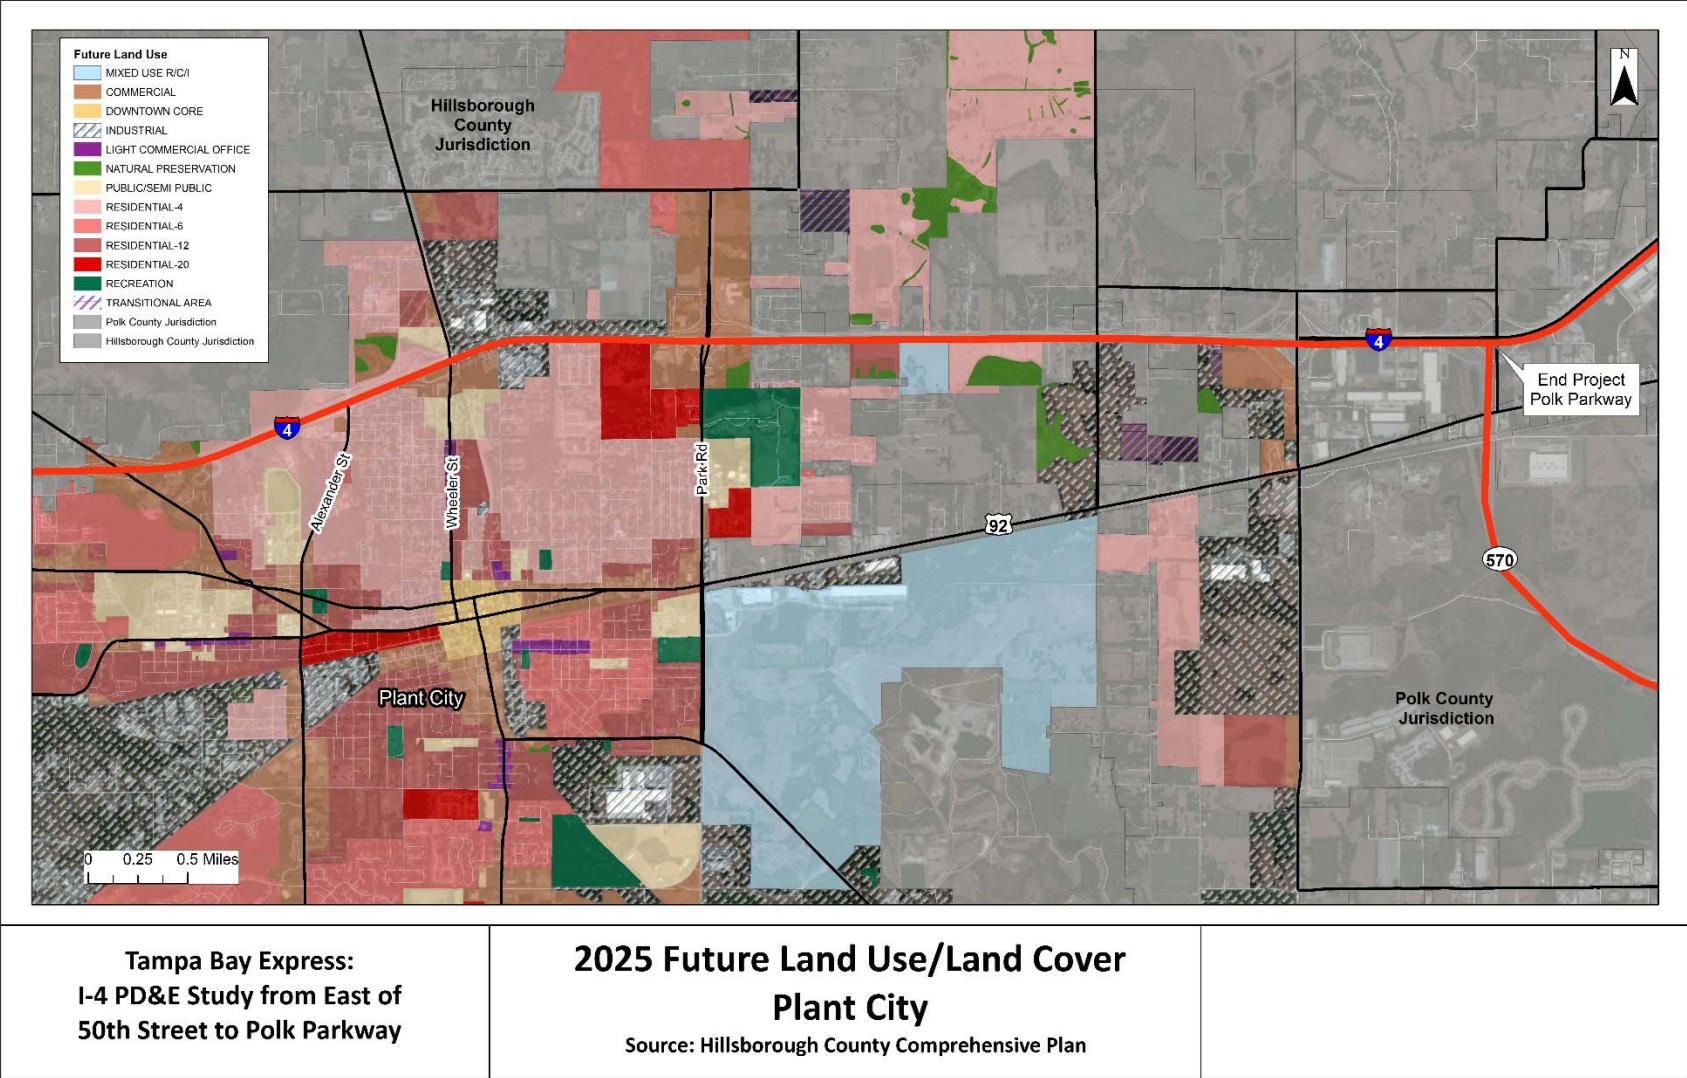 Future Land Use
MIXED USE R/C/I
COMMERCIAL
DOWNTOWN CORE
INDUSTRIAL
LIGHT COMMERCIAL OFFICE
NATURAL PRESERVATION
PUBLIC/SEMI PUBLIC
RESIDENTIAL-4
RESIDENTIAL-6
RESIDENTIAL-12
RESIDENTIAL-20
RECREATION
TRANSITIONAL AREA
Polk County Jurisdiction
Hillsborough County Jurisdiction
Hillsborough
County
Jurisdiction
N
4
End Project
Polk Parkway
4
Alexander St
Wheeler St
Park Rd
92
570
Plant City
Polk County
Jurisdiction
0 0.25 0.5 Miles
Tampa Bay Express:
I-4 PD&E Study from East of
50th Street to Polk Parkway
2025 Future Land Use/Land Cover
Plant City
Source: Hillsborough County Comprehensive Plan